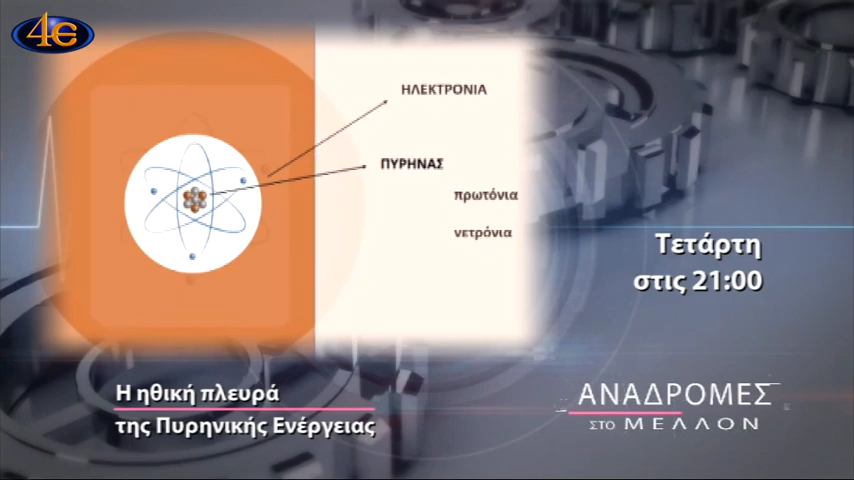 4Ε
ΗΛΕΚΤΡΟΝΙΑ
ΠΥΡΗΝΑΣ
πρωτόνια
νετρόνια
Τετάρτη
στις 21:00
Η ηθική πλευρά
της Πυρηνικής Ενέργειας
ΑΝΑΔΡΟΜΕΣ
ΣΤΟ ΜΕΛΛΟΝ